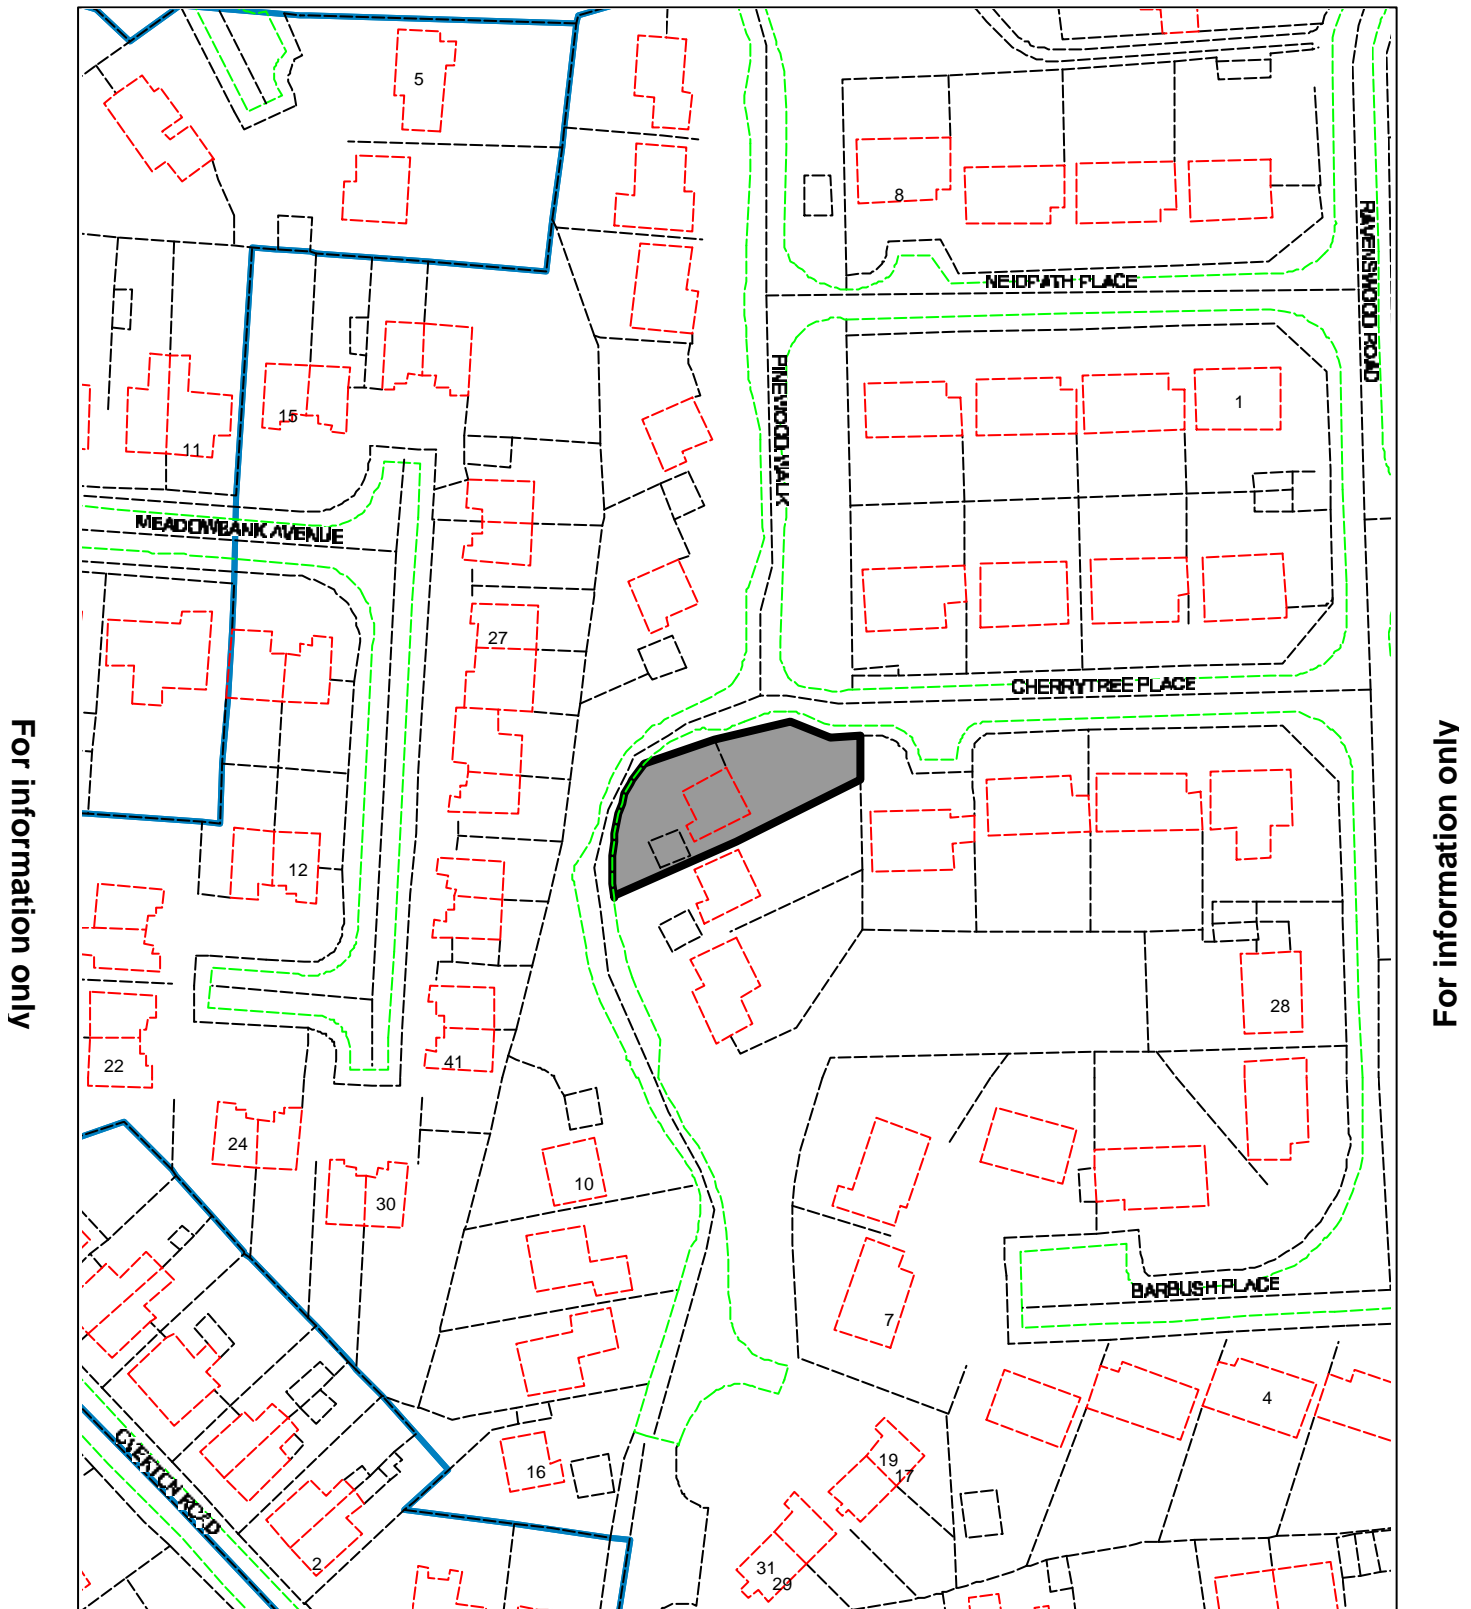 5
8
NEIDPATH PLACE
RAVENSWOOD ROAD
PINEWOOD WALK
1
15
11
MEADOWBANK AVENUE
27
CHERRYTREE PLACE
For information only
For information only
12
28
22
41
24
10
30
BARBUSH PLACE
7
4
19
17
16
CVERTCN ROAD
2
31
29